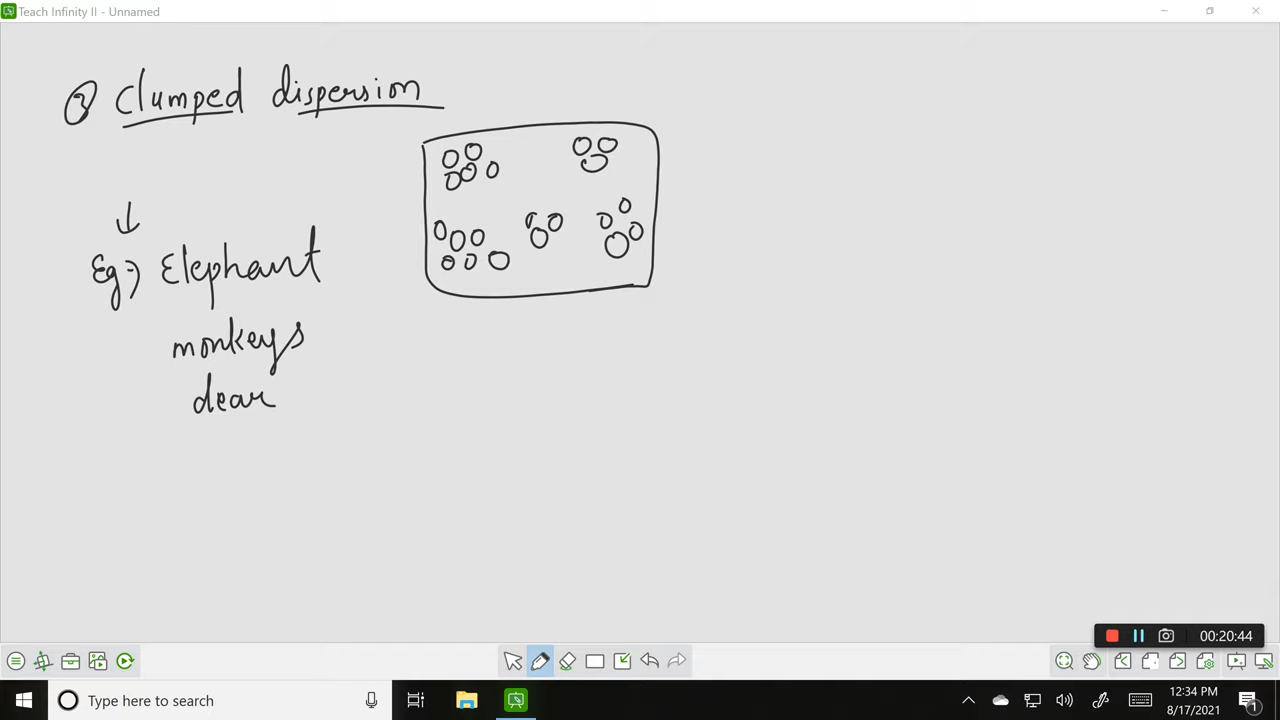 Teach Infinity II - Unnamed
③ Clumped dispersion
Eg:) Elephant
monkeys
dear
00:20:44
Type here to search
12:34 PM
8/17/2021
1